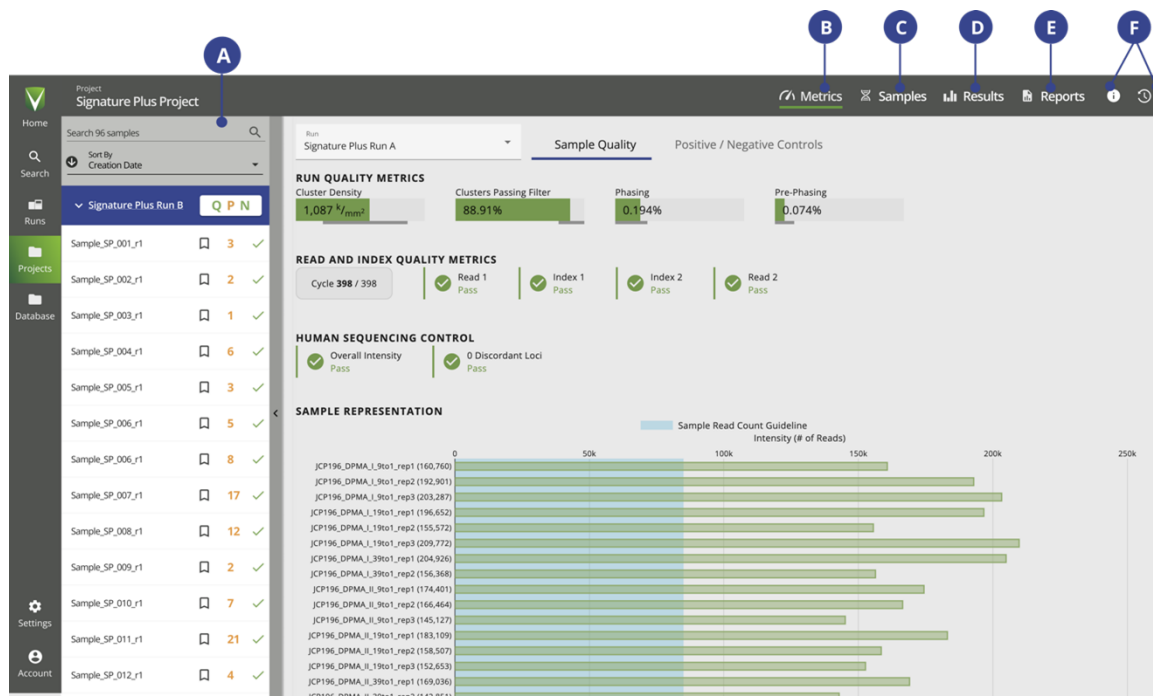 A
B
C
D
E
F
Project
Signature Plus Project
Metrics
Samples
Results
Reports
Home
Search
Runs
Projects
Database
Settings
Account
Search 96 samples
Sort By
Creation Date
Signature Plus Run B Q P N
Sample_SP_001_r1 3
Sample_SP_002_r1 2
Sample_SP_003_r1 1
Sample_SP_004_r1 6
Sample_SP_005_r1 3
Sample_SP_006_r1 5
Sample_SP_006_r1 8
Sample_SP_007_r1 17
Sample_SP_008_r1 12
Sample_SP_009_r1 2
Sample_SP_010_r1 7
Sample_SP_011_r1 21
Sample_SP_012_r1 4
Run
Signature Plus Run A
Sample Quality
Positive / Negative Controls
RUN QUALITY METRICS
Cluster Density
1,087 k/mm²
Clusters Passing Filter
88.91%
Phasing
0.194%
Pre-Phasing
0.074%
READ AND INDEX QUALITY METRICS
Cycle 398 / 398
Read 1
Pass
Index 1
Pass
Index 2
Pass
Read 2
Pass
HUMAN SEQUENCING CONTROL
Overall Intensity
Pass
0 Discordant Loci
Pass
SAMPLE REPRESENTATION
Sample Read Count Guideline
Intensity (# of Reads)
0 50k 100k 150k 200k 250k
JCP196_DPMA_I_9to1_rep1 (160,760)
JCP196_DPMA_I_9to1_rep2 (192,901)
JCP196_DPMA_I_9to1_rep3 (203,287)
JCP196_DPMA_I_19to1_rep1 (196,652)
JCP196_DPMA_I_19to1_rep2 (155,572)
JCP196_DPMA_I_19to1_rep3 (209,772)
JCP196_DPMA_I_39to1_rep1 (204,926)
JCP196_DPMA_I_39to1_rep2 (156,368)
JCP196_DPMA_II_9to1_rep1 (174,401)
JCP196_DPMA_II_9to1_rep2 (166,464)
JCP196_DPMA_II_9to1_rep3 (145,127)
JCP196_DPMA_II_19to1_rep1 (183,109)
JCP196_DPMA_II_19to1_rep2 (158,507)
JCP196_DPMA_II_19to1_rep3 (152,653)
JCP196_DPMA_II_39to1_rep1 (169,036)